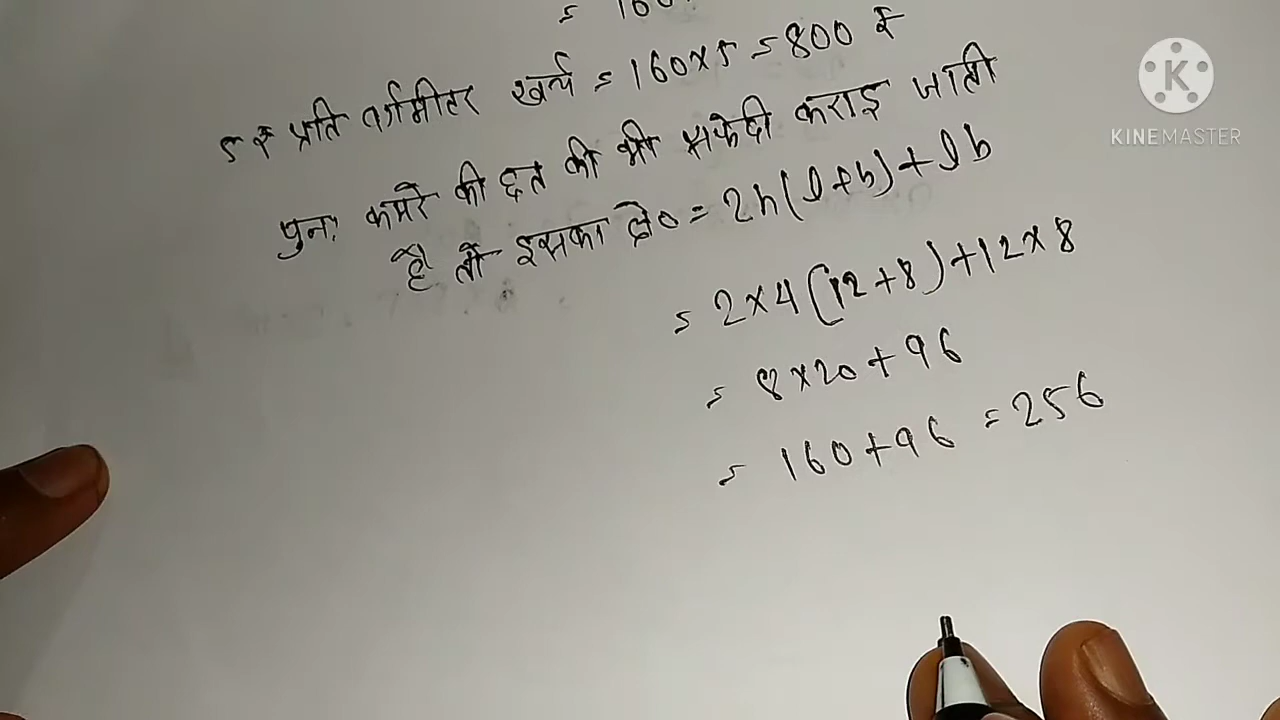 = 160
5 ₹ प्रति वर्गमीटर खर्च = 160×5 = 800 ₹
पुनः कमरे की छत की भी सफेदी कराइ जाती
है तो इसका क्षे० = 2h(l+b)+lb
= 2×4(12+8)+12×8
= 8×20+96
= 160+96 = 256
K
KINEMASTER